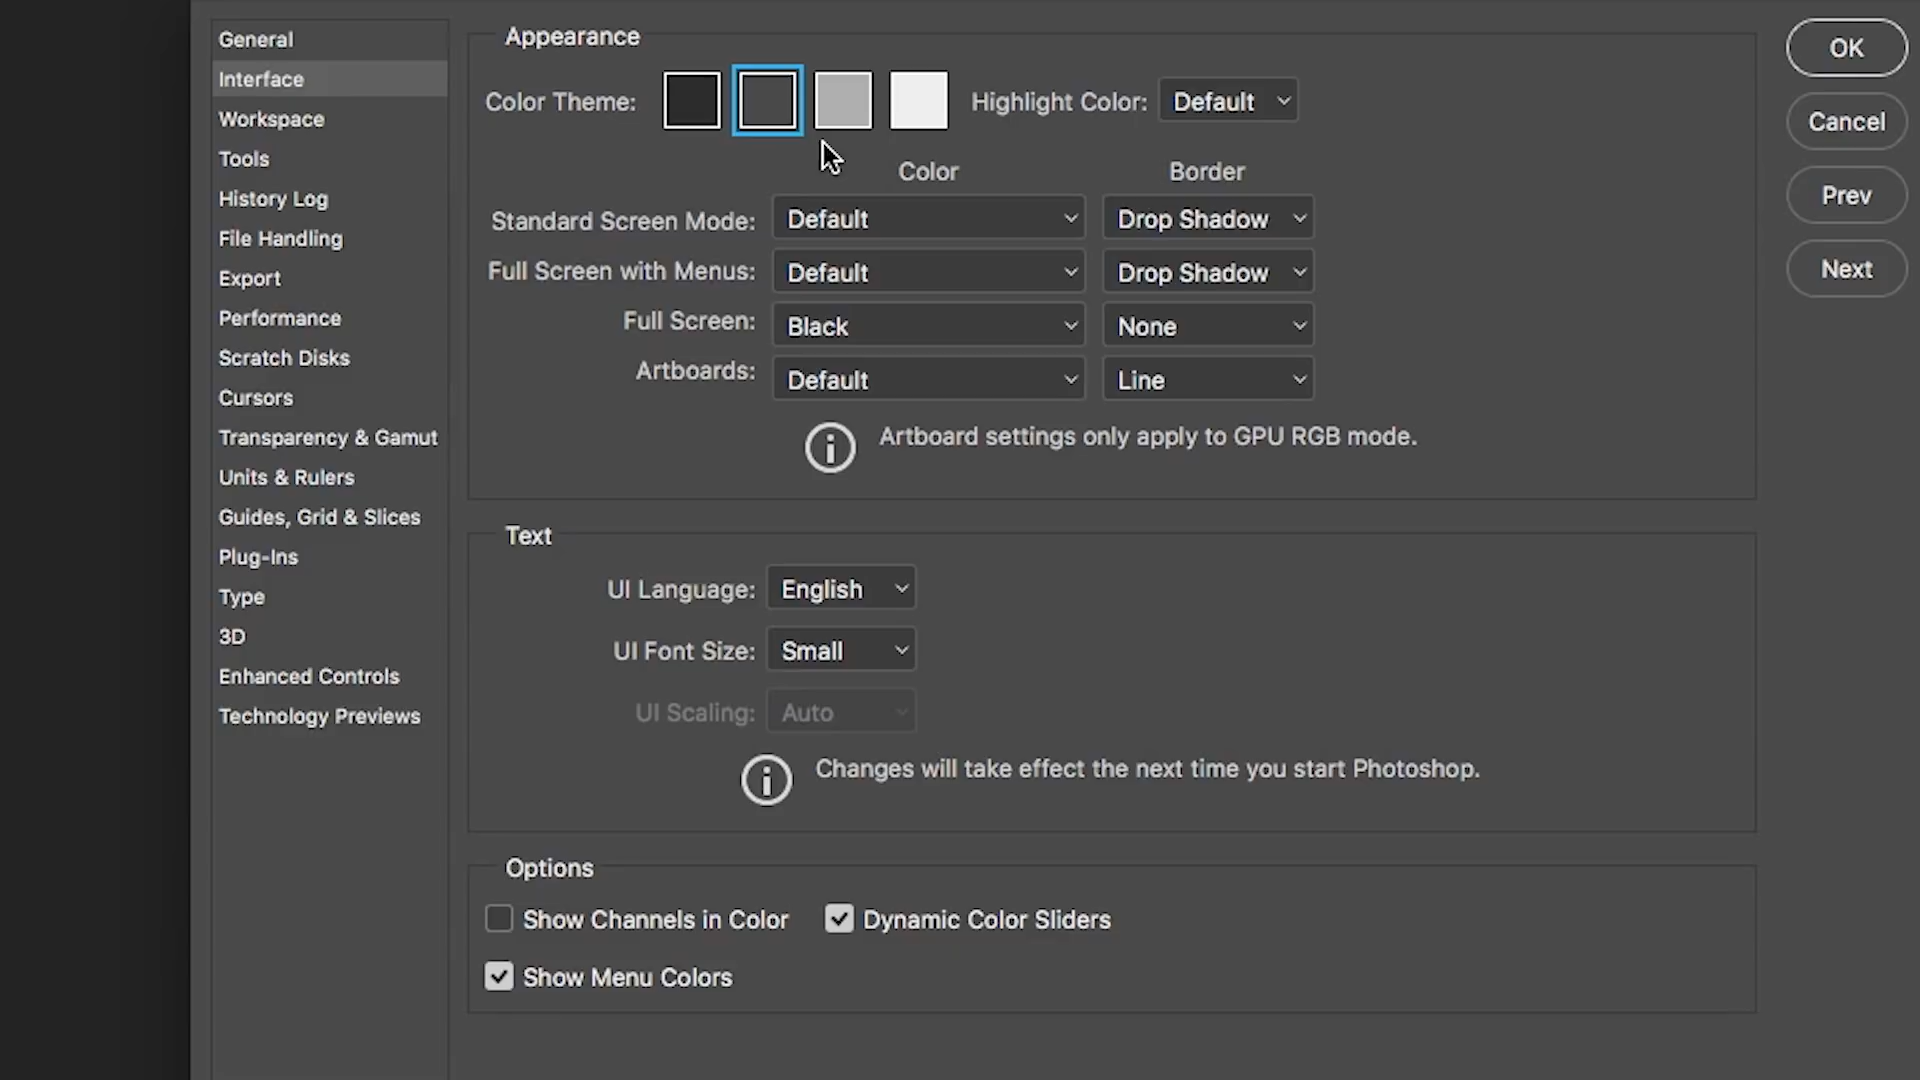 General
Interface
Workspace
Tools
History Log
File Handling
Export
Performance
Scratch Disks
Cursors
Transparency & Gamut
Units & Rulers
Guides, Grid & Slices
Plug-Ins
Type
3D
Enhanced Controls
Technology Previews
Appearance
Color Theme: Highlight Color: Default
Color Border
Standard Screen Mode: Default Drop Shadow
Full Screen with Menus: Default Drop Shadow
Full Screen: Black None
Artboards: Default Line
Artboard settings only apply to GPU RGB mode.
Text
UI Language: English
UI Font Size: Small
UI Scaling: Auto
Changes will take effect the next time you start Photoshop.
Options
Show Channels in Color Dynamic Color Sliders
Show Menu Colors
OK
Cancel
Prev
Next